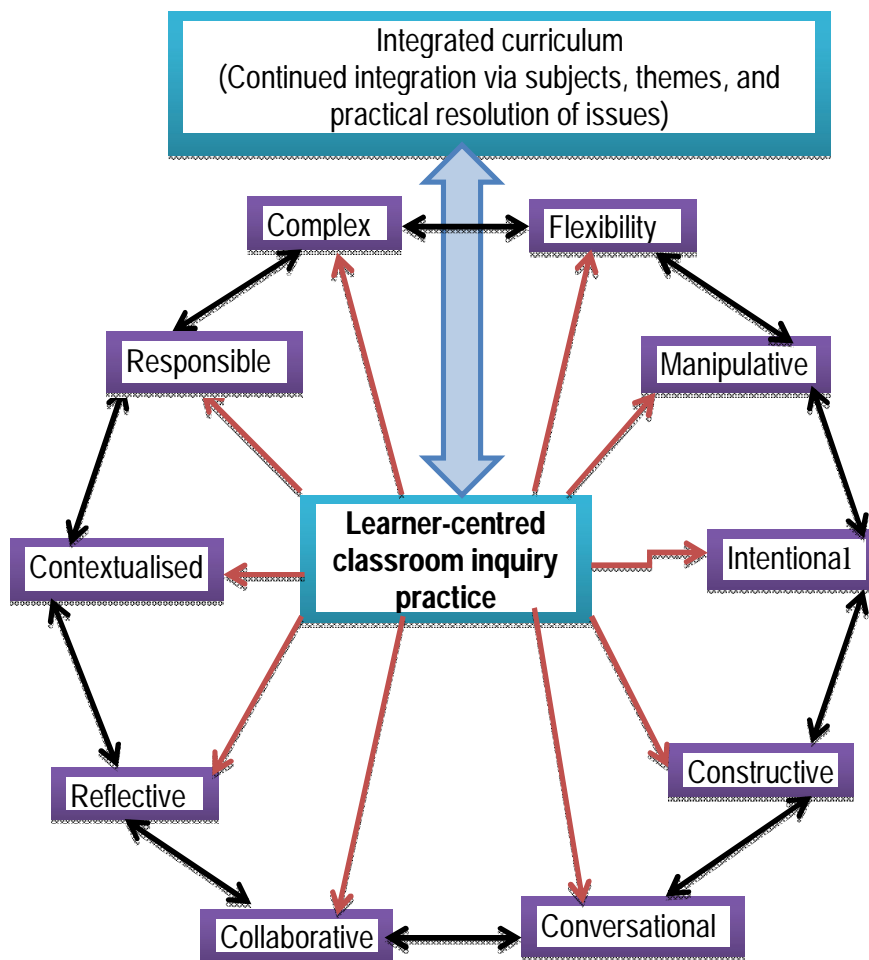 Integrated curriculum
(Continued integration via subjects, themes, and
practical resolution of issues)
Complex
Flexibility
Responsible
Manipulative
Learner-centred
classroom inquiry
practice
Contextualised
Intentional
Reflective
Constructive
Collaborative
Conversational